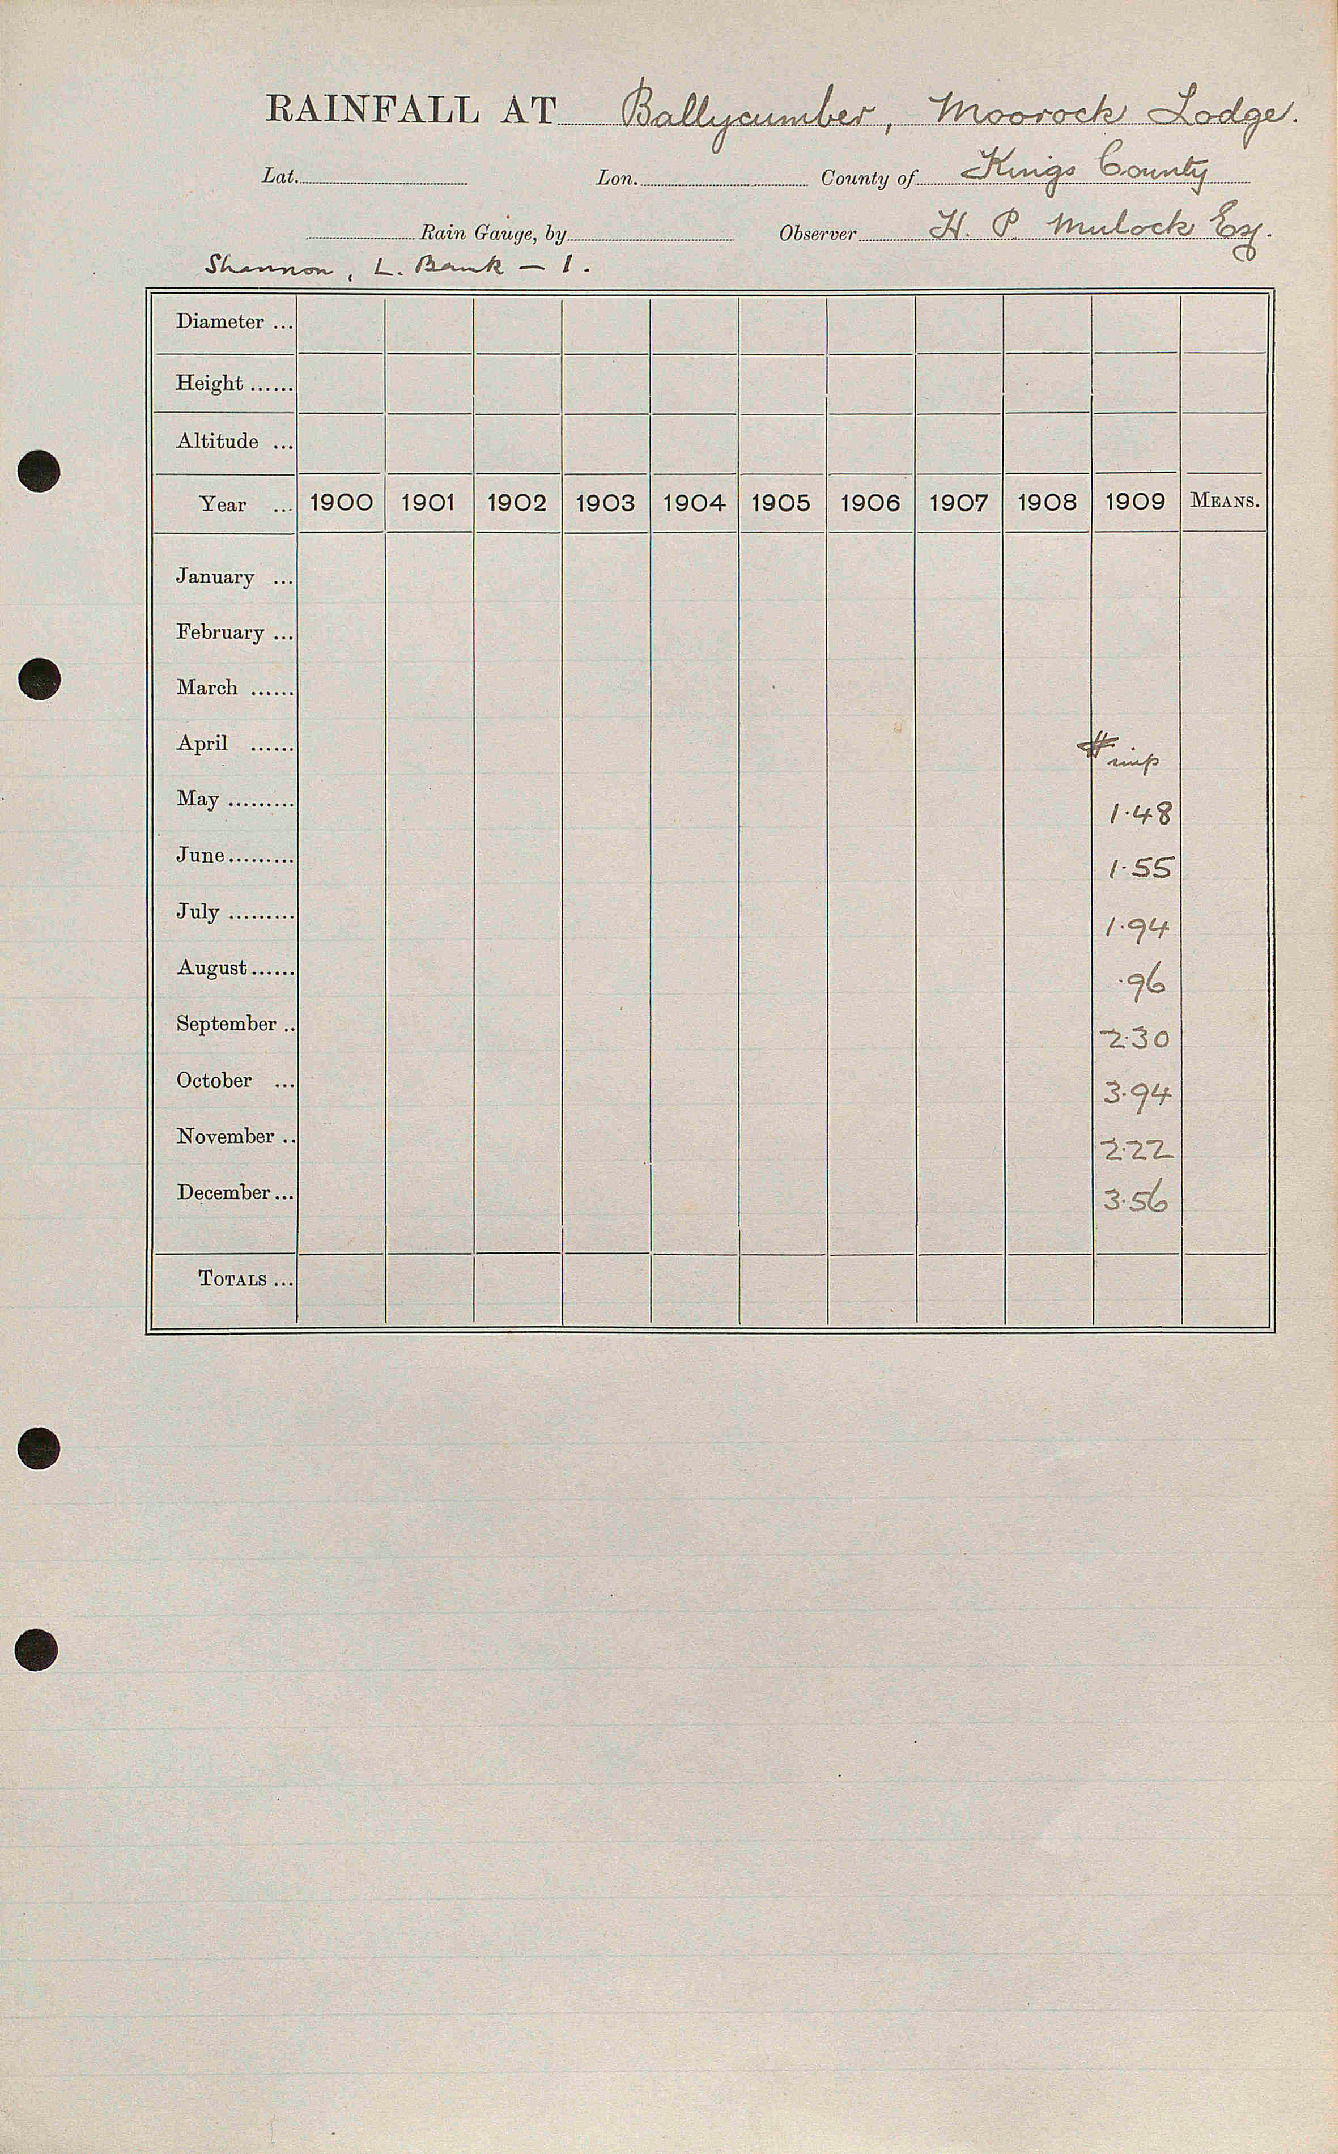 RAINFALL AT Ballycumber, Moorock Lodge.
Lat. Lon. County of Kings County
Rain Gauge, by Observer H. P. Mulock Esq.
Shannon, L. Bank - 1.
Diameter ...
Height ......
Altitude ...
Year ... 1900 1901 1902 1903 1904 1905 1906 1907 1908 1909 MEANS.
January ...
February ...
March ......
April ...... imp
May ......... 1.48
June ......... 1.55
July ......... 1.94
August ...... .96
September .. 2.30
October ... 3.94
November .. 2.22
December ... 3.56
TOTALS ...